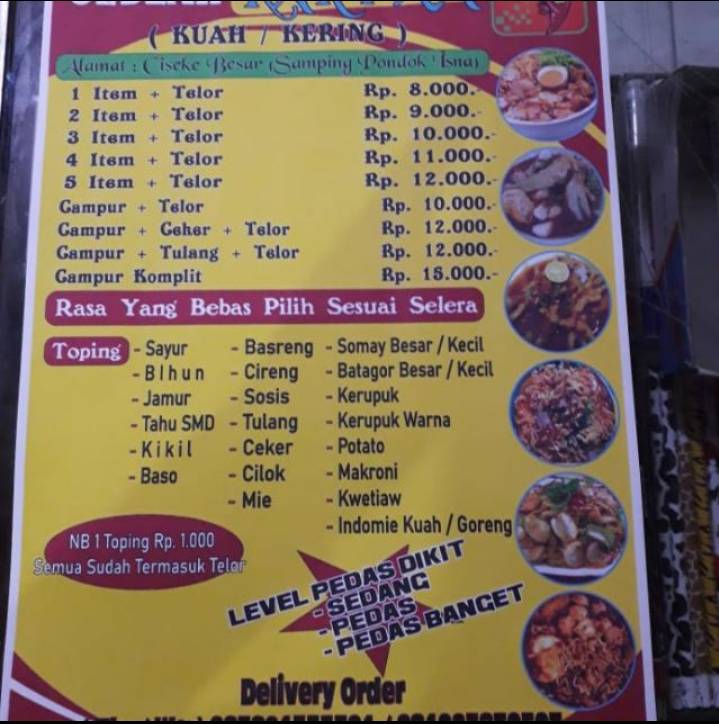 SEBLAK
( KUAH / KERING )
Alamat : Ciseke Besar (Samping Pondok Isna)
1 Item + Telor Rp. 8.000.-
2 Item + Telor Rp. 9.000.-
3 Item + Telor Rp. 10.000.-
4 Item + Telor Rp. 11.000.-
5 Item + Telor Rp. 12.000.-
Campur + Telor Rp. 10.000.-
Campur + Ceker + Telor Rp. 12.000.-
Campur + Tulang + Telor Rp. 12.000.-
Campur Komplit Rp. 15.000.-
Rasa Yang Bebas Pilih Sesuai Selera
Toping - Sayur - Basreng - Somay Besar / Kecil
- BIhun - Cireng - Batagor Besar / Kecil
- Jamur - Sosis - Kerupuk
- Tahu SMD - Tulang - Kerupuk Warna
- Kikil - Ceker - Potato
- Baso - Cilok - Makroni
- Mie - Kwetiaw
- Indomie Kuah / Goreng
NB 1 Toping Rp. 1.000
Semua Sudah Termasuk Telor
LEVEL PEDAS DIKIT
- SEDANG
- PEDAS
- PEDAS BANGET
Delivery Order